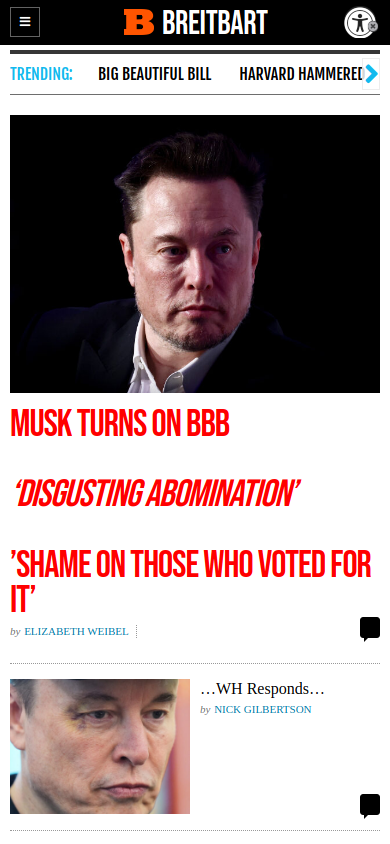 BREITBART
TRENDING: BIG BEAUTIFUL BILL HARVARD HAMMERED
MUSK TURNS ON BBB
‘DISGUSTING ABOMINATION’
’SHAME ON THOSE WHO VOTED FOR
IT’
by ELIZABETH WEIBEL
…WH Responds…
by NICK GILBERTSON